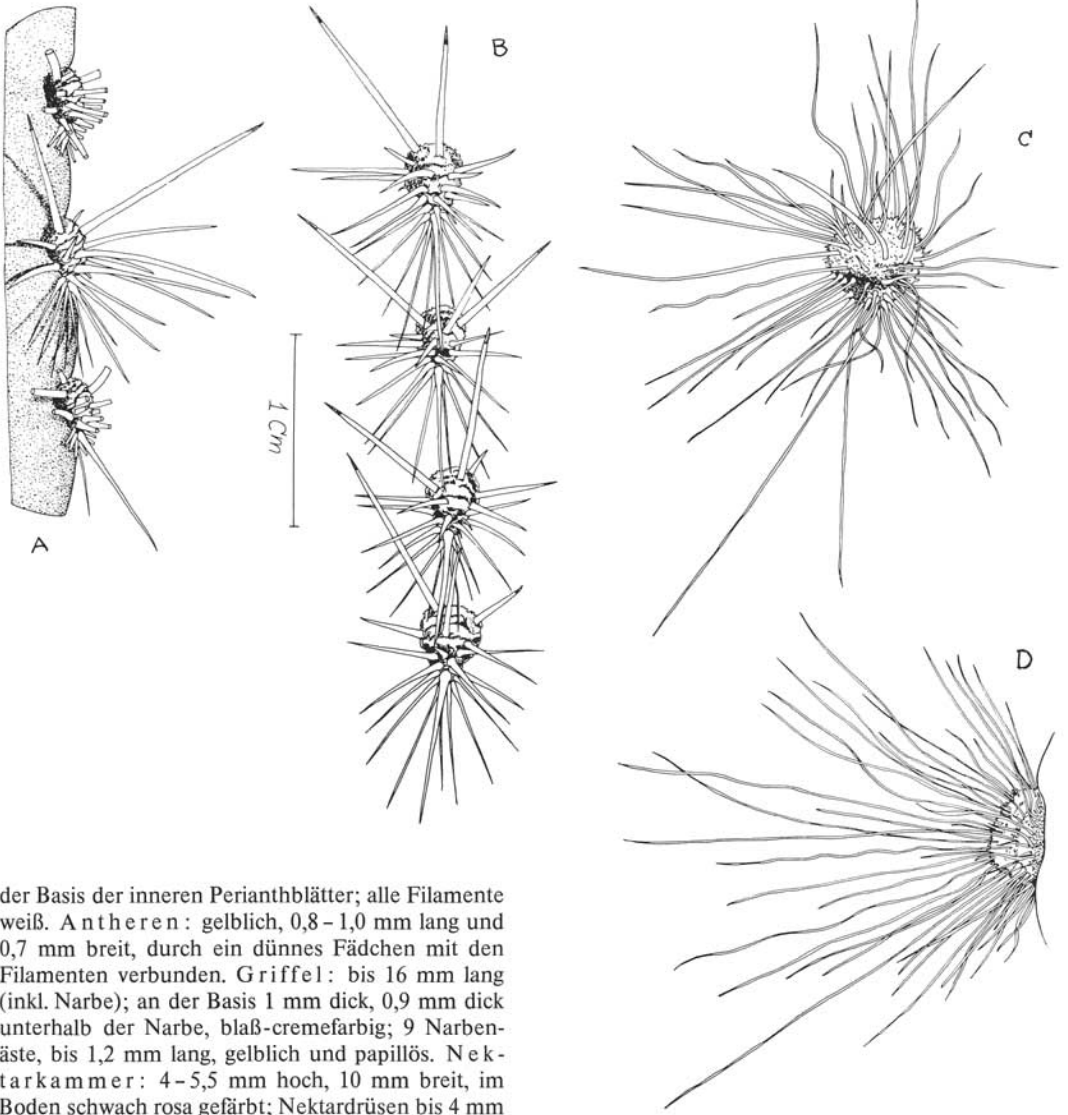 B
C
1 cm
A
D
der Basis der inneren Perianthblätter; alle Filamente
weiß. Antheren: gelblich, 0,8–1,0 mm lang und
0,7 mm breit, durch ein dünnes Fädchen mit den
Filamenten verbunden. Griffel: bis 16 mm lang
(inkl. Narbe); an der Basis 1 mm dick, 0,9 mm dick
unterhalb der Narbe, blaß-cremefarbig; 9 Narben-
äste, bis 1,2 mm lang, gelblich und papillös. Nek-
tarkammer: 4–5,5 mm hoch, 10 mm breit, im
Boden schwach rosa gefärbt; Nektardrüsen bis 4 mm